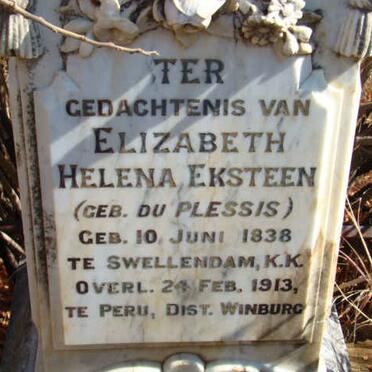 TER
GEDACHTENIS VAN
ELIZABETH
HELENA EKSTEEN
(GEB. DU PLESSIS)
GEB. 10 JUNI 1838
TE SWELLENDAM, K.K.
OVERL. 24 FEB. 1913,
TE PERU, DIST. WINBURG